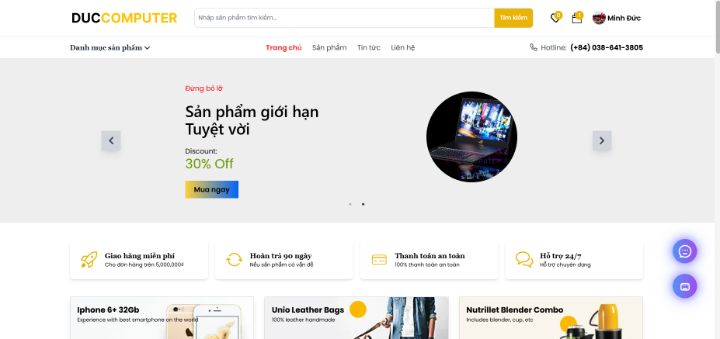 DUCCOMPUTER
Nhập sản phẩm tìm kiếm...
Tìm kiếm
0
1
Minh Đức
Danh mục sản phẩm
Trang chủ
Sản phẩm
Tin tức
Liên hệ
Hotline: (+84) 038-641-3805
Đừng bỏ lỡ
Sản phẩm giới hạn
Tuyệt vời
Discount:
30% Off
Mua ngay
Giao hàng miễn phí
Cho đơn hàng trên 5,000,000đ
Hoàn trả 90 ngày
Nếu sản phẩm có vấn đề
Thanh toán an toàn
100% thanh toán an toàn
Hỗ trợ 24/7
Hỗ trợ chuyên dụng
Iphone 6+ 32Gb
Experience with best smartphone on the world
Unio Leather Bags
100% leather handmade
Nutrillet Blender Combo
Includes blender, cup, etc